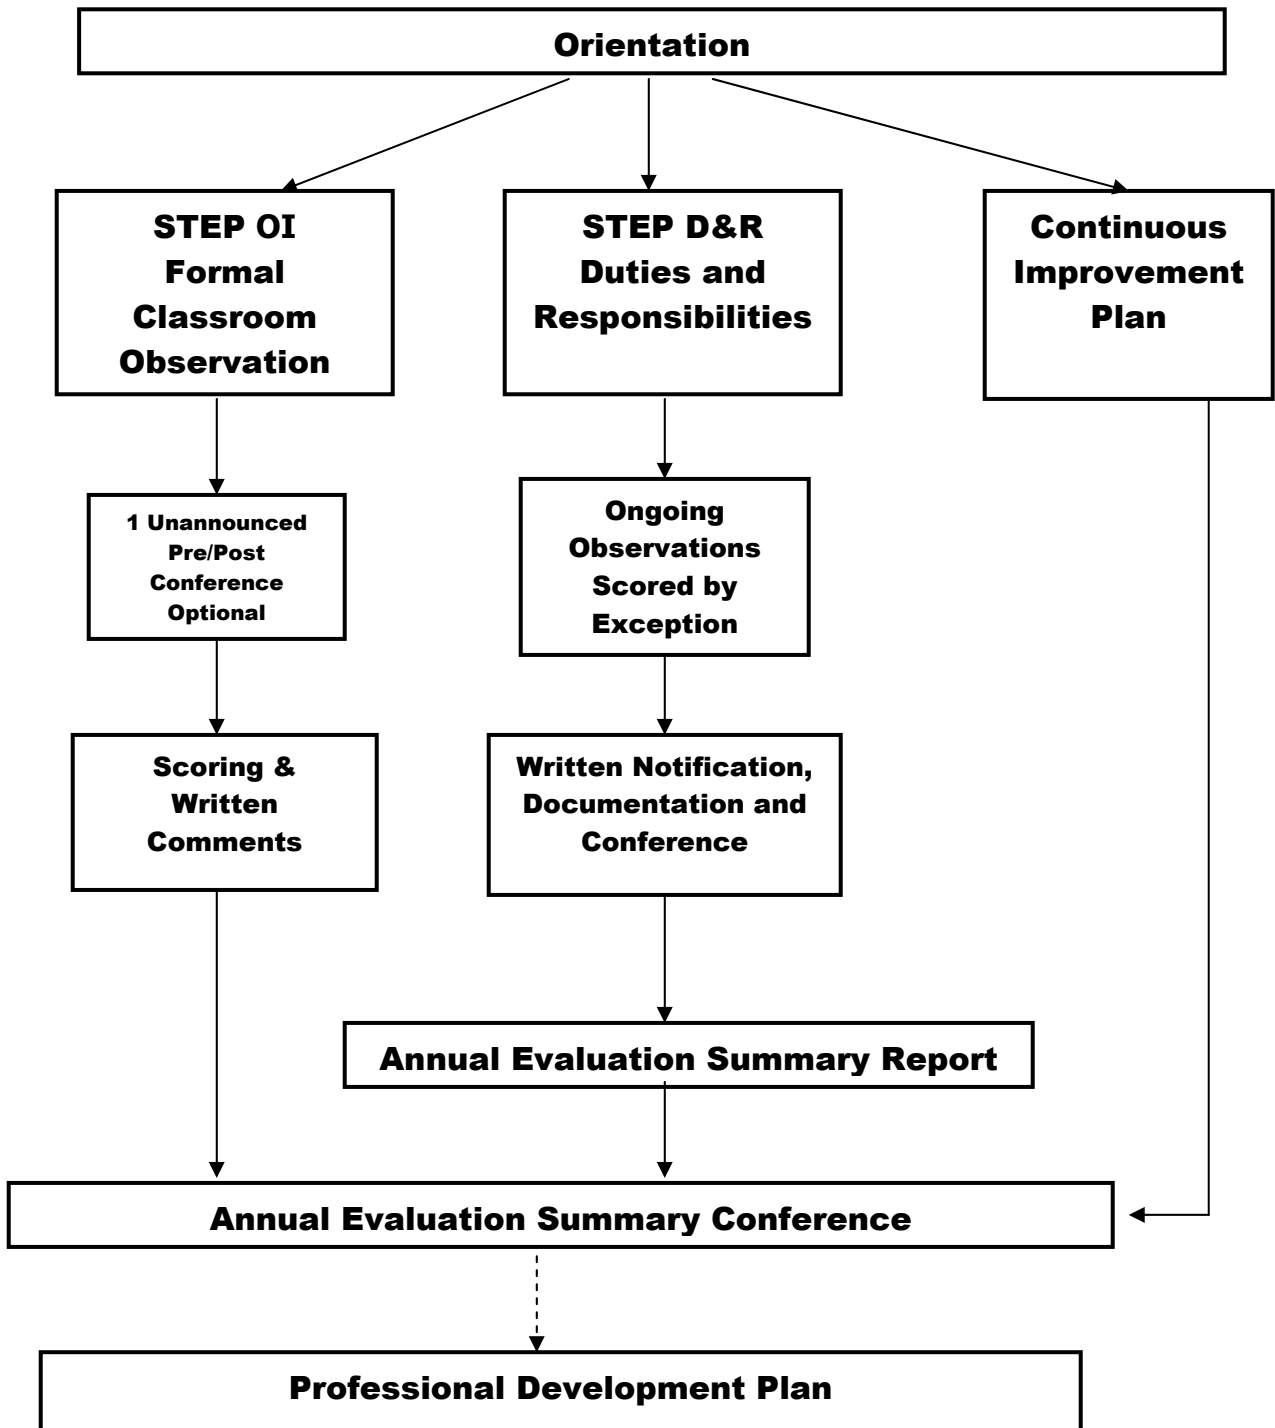 Orientation
STEP OI
Formal
Classroom
Observation
STEP D&R
Duties and
Responsibilities
Continuous
Improvement
Plan
1 Unannounced
Pre/Post
Conference
Optional
Ongoing
Observations
Scored by
Exception
Scoring &
Written
Comments
Written Notification,
Documentation and
Conference
Annual Evaluation Summary Report
Annual Evaluation Summary Conference
Professional Development Plan